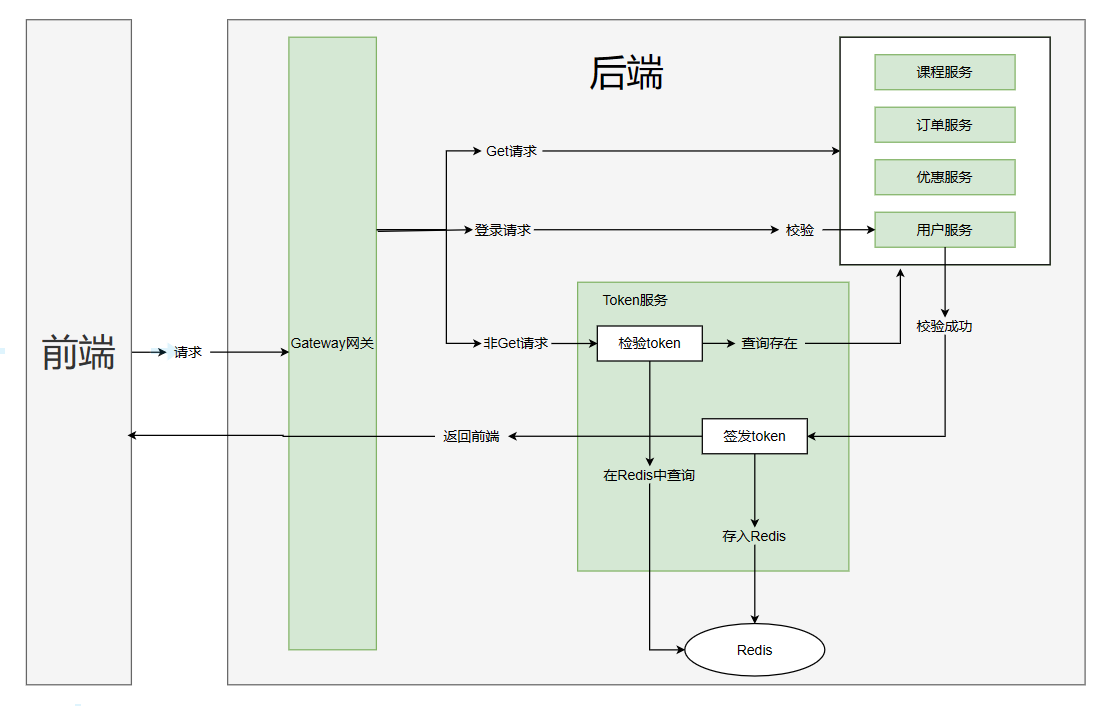 后端
课程服务
订单服务
Get请求
优惠服务
登录请求
校验
用户服务
Token服务
校验成功
前端
请求
Gateway网关
非Get请求
检验token
查询存在
返回前端
签发token
在Redis中查询
存入Redis
Redis